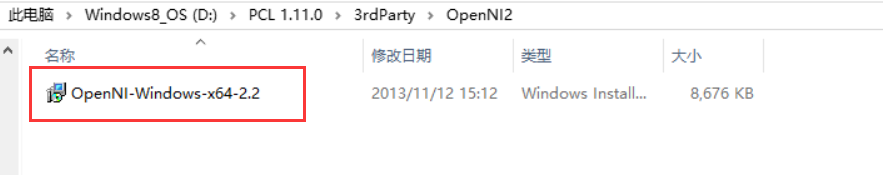 此电脑 > Windows8_OS (D:) > PCL 1.11.0 > 3rdParty > OpenNI2
名称 修改日期 类型 大小
OpenNI-Windows-x64-2.2 2013/11/12 15:12 Windows Install... 8,676 KB